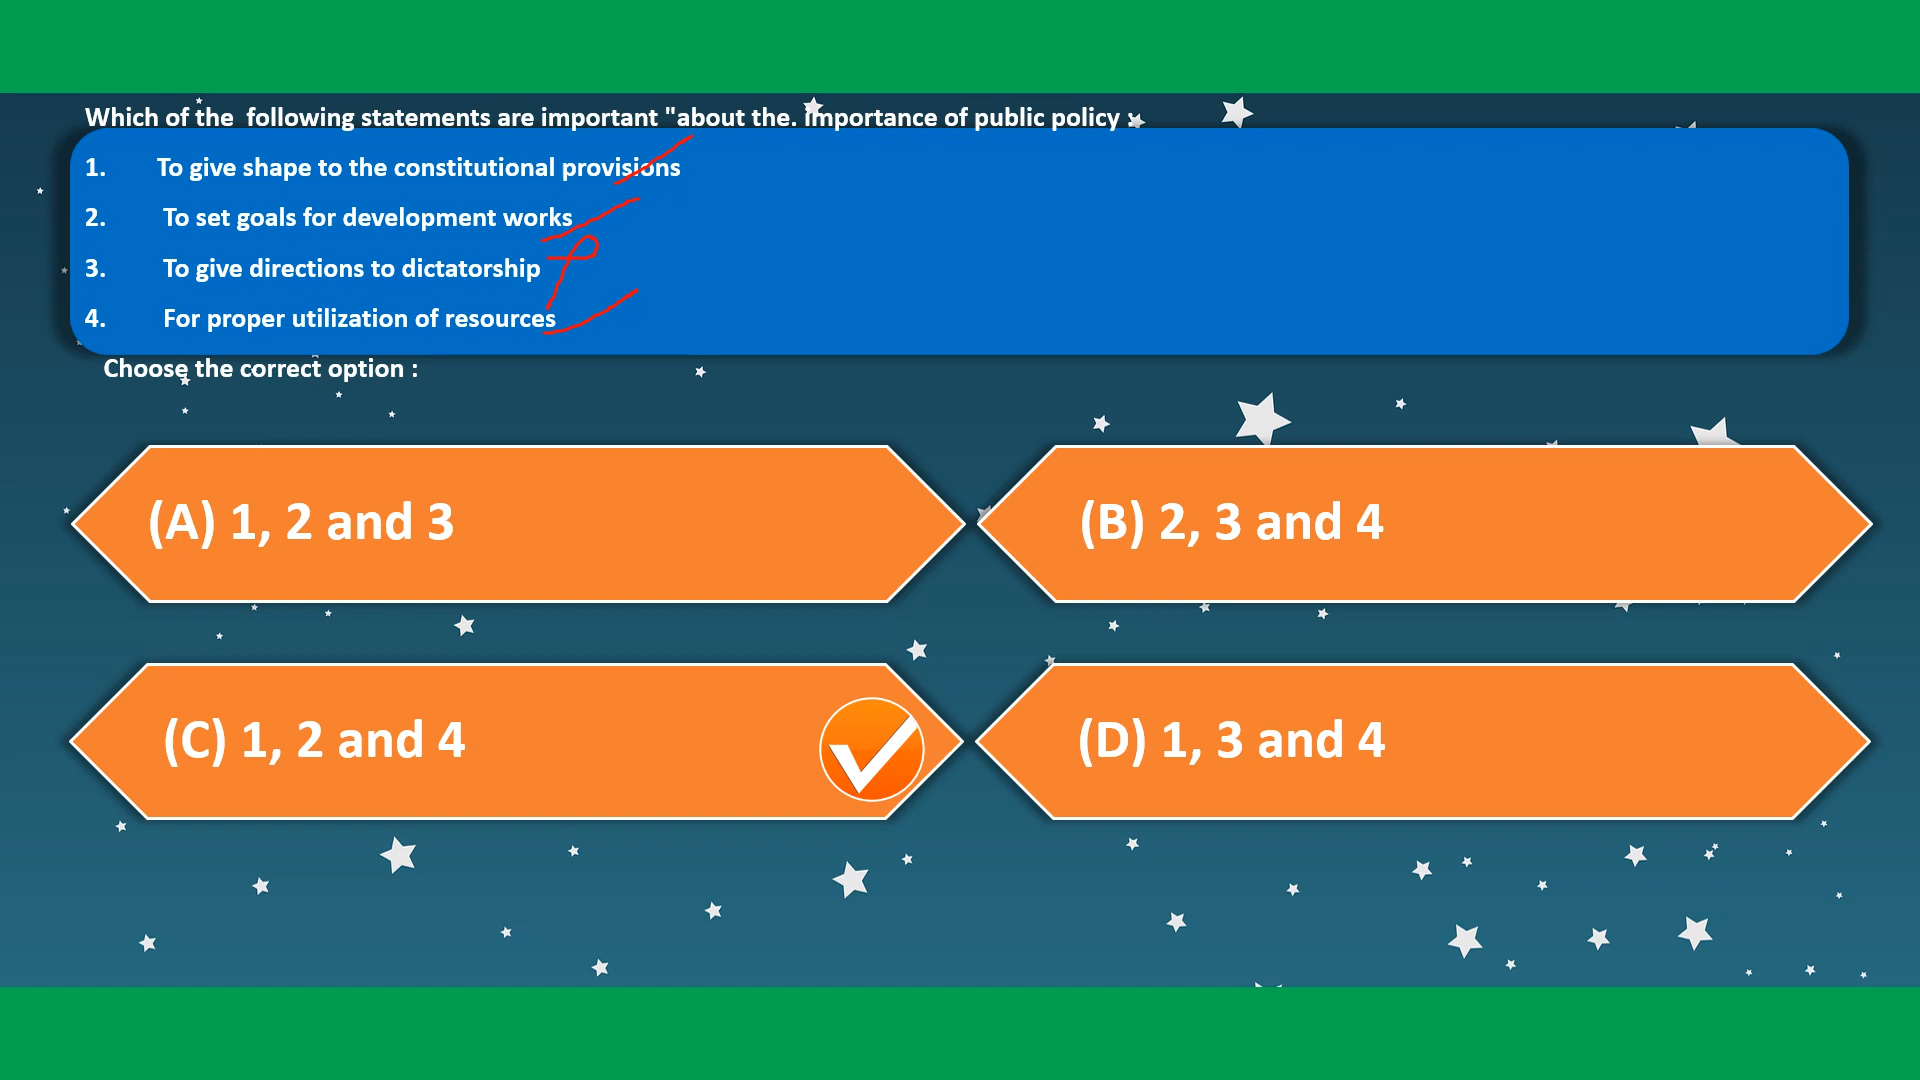 Which of the  following statements are important "about the. importance of public policy :
1. To give shape to the constitutional provisions
2. To set goals for development works
3. To give directions to dictatorship
4. For proper utilization of resources
Choose the correct option :
(A) 1, 2 and 3
(B) 2, 3 and 4
(C) 1, 2 and 4
(D) 1, 3 and 4